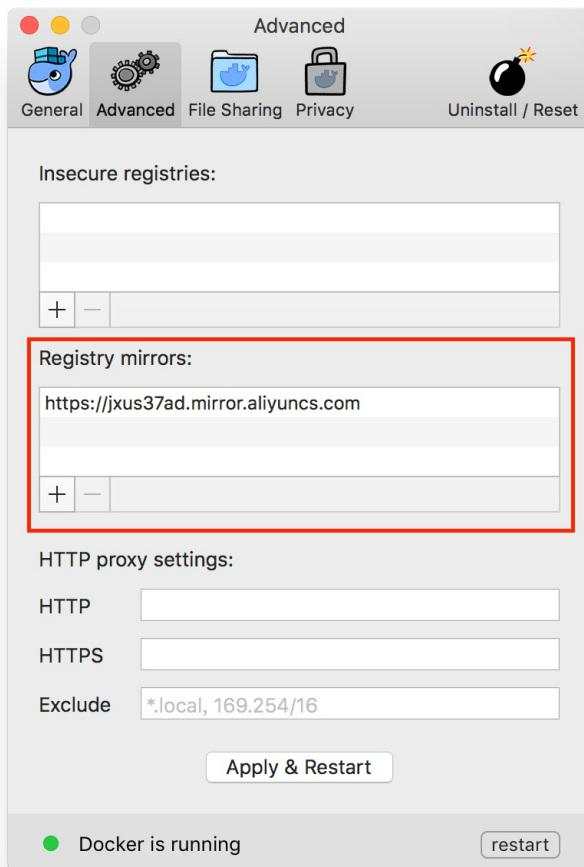 Advanced
General Advanced File Sharing Privacy Uninstall / Reset
Insecure registries:
Registry mirrors:
https://jxus37ad.mirror.aliyuncs.com
HTTP proxy settings:
HTTP
HTTPS
Exclude *.local, 169.254/16
Apply & Restart
Docker is running restart